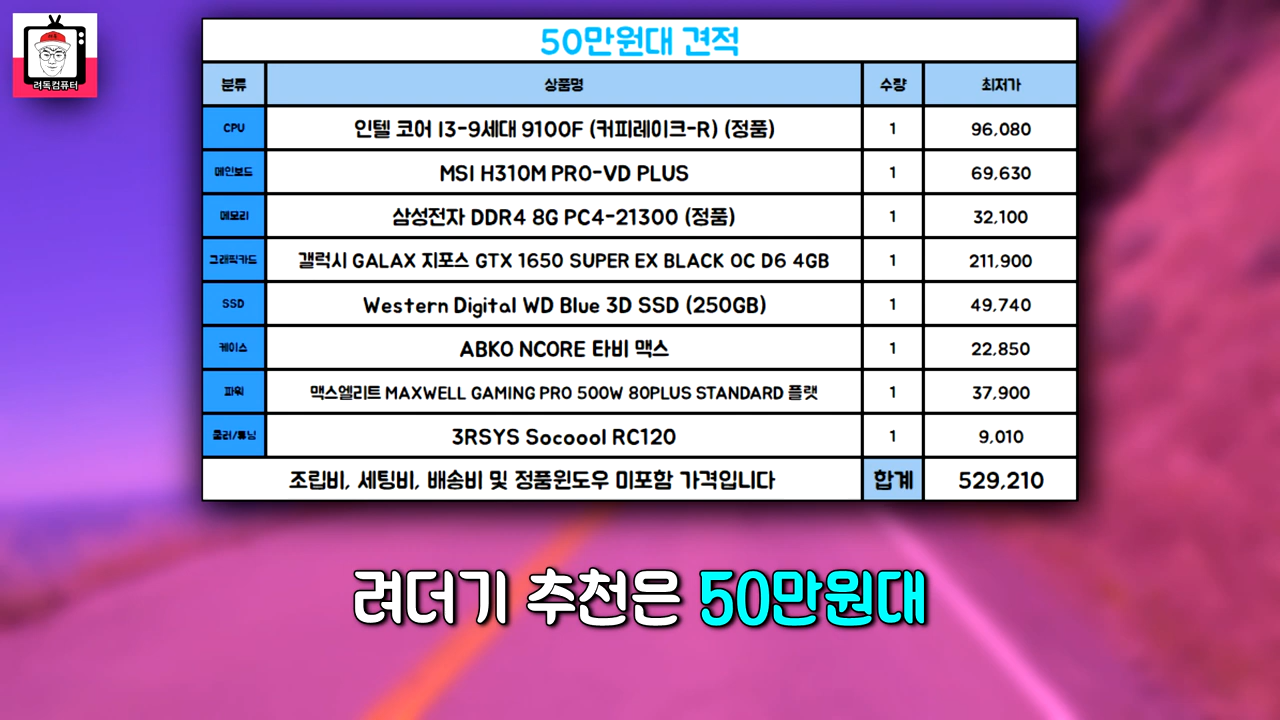 려독컴퓨터
50만원대 견적
분류 상품명 수량 최저가
CPU 인텔 코어 I3-9세대 9100F (커피레이크-R) (정품) 1 96,080
메인보드 MSI H310M PRO-VD PLUS 1 69,630
메모리 삼성전자 DDR4 8G PC4-21300 (정품) 1 32,100
그래픽카드 갤럭시 GALAX 지포스 GTX 1650 SUPER EX BLACK OC D6 4GB 1 211,900
SSD Western Digital WD Blue 3D SSD (250GB) 1 49,740
케이스 ABKO NCORE 타비 맥스 1 22,850
파워 맥스엘리트 MAXWELL GAMING PRO 500W 80PLUS STANDARD 플랫 1 37,900
쿨러/튜닝 3RSYS Socoool RC120 1 9,010
조립비, 세팅비, 배송비 및 정품윈도우 미포함 가격입니다 합계 529,210
려더기 추천은 50만원대